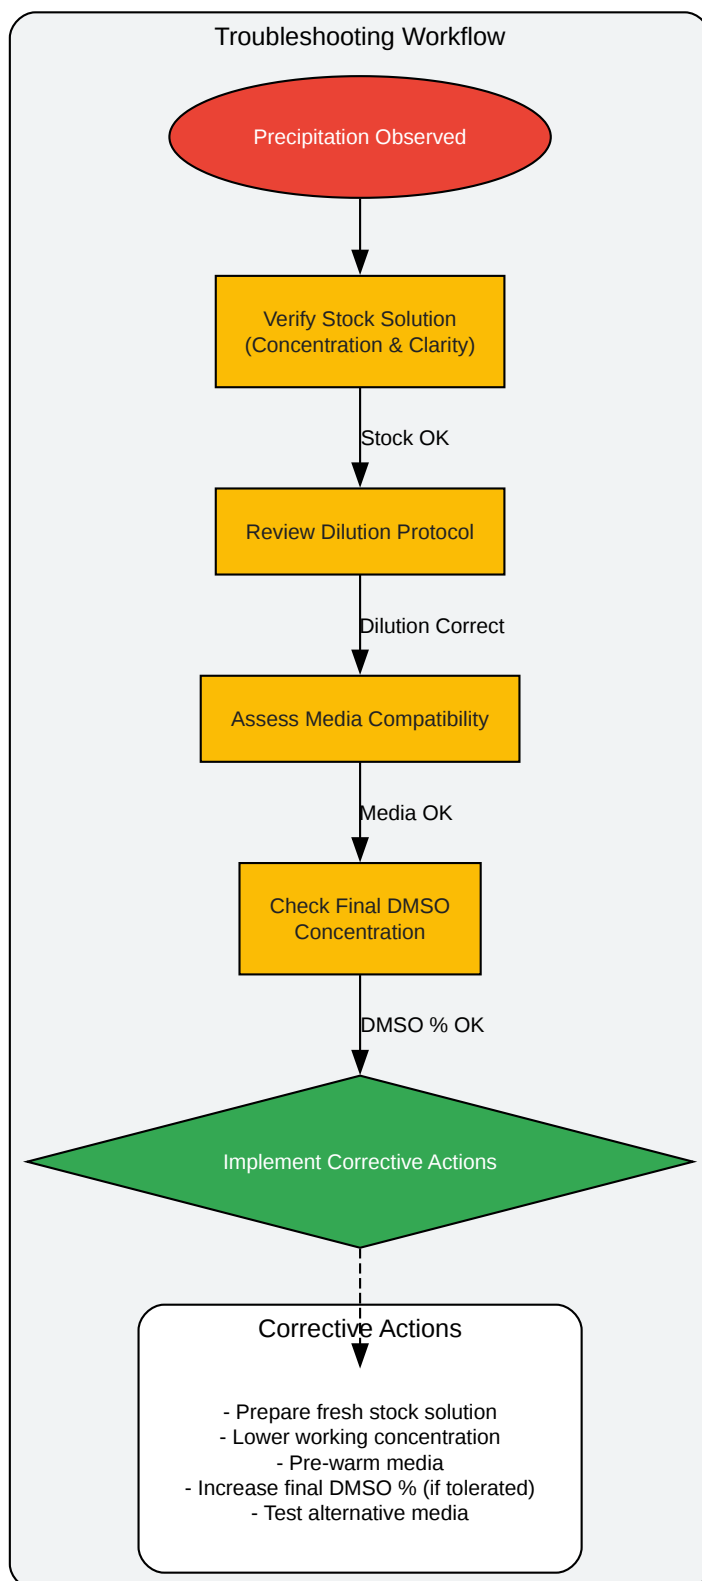 Troubleshooting Workflow
Precipitation Observed
Verify Stock Solution
(Concentration & Clarity)
Stock OK
Review Dilution Protocol
Dilution Correct
Assess Media Compatibility
Media OK
Check Final DMSO
Concentration
DMSO % OK
Implement Corrective Actions
Corrective Actions
- Prepare fresh stock solution
- Lower working concentration
- Pre-warm media
- Increase final DMSO % (if tolerated)
- Test alternative media